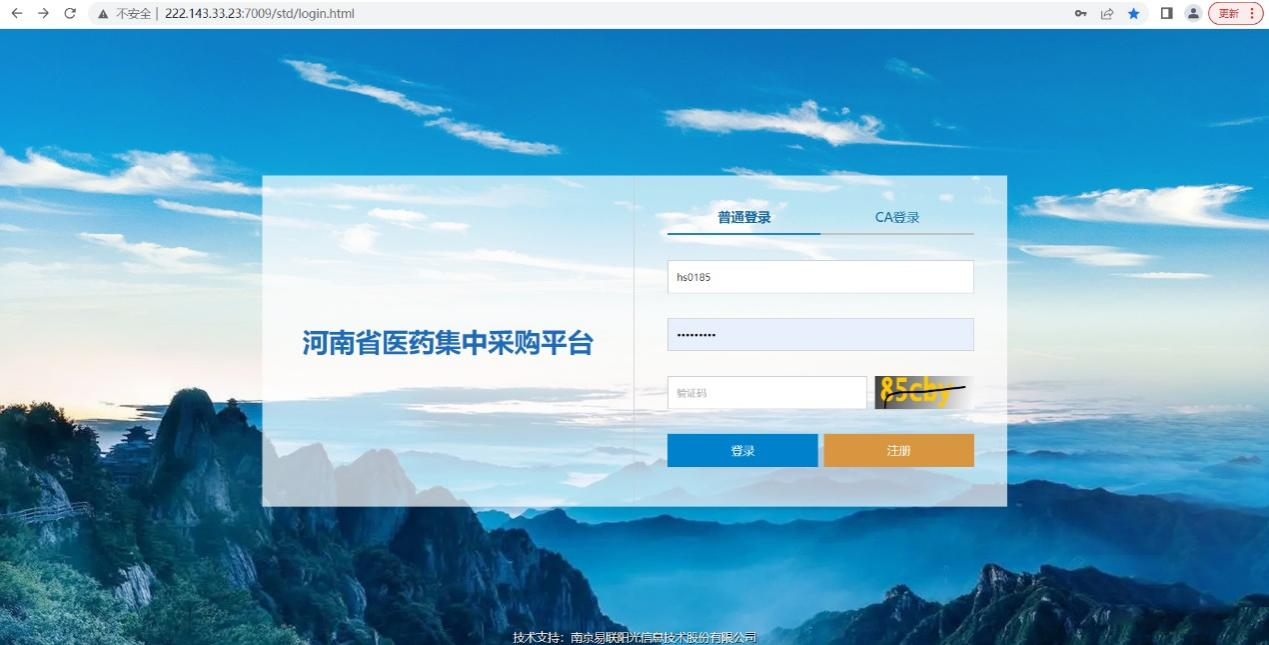 不安全 | 222.143.33.23:7009/std/login.html
更新
普通登录
CA登录
hs0185
河南省医药集中采购平台
验证码
85cby
登录
注册
技术支持：南京易联阳光信息技术股份有限公司